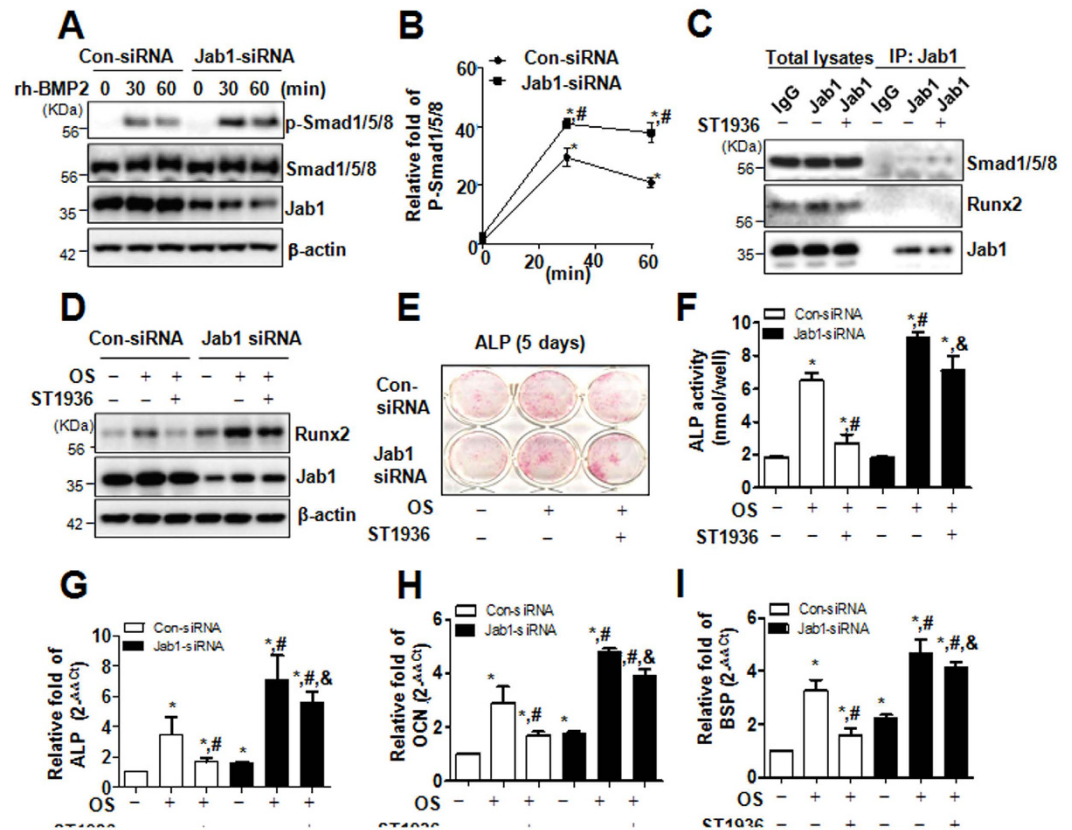 A
Con-siRNA Jab1-siRNA
rh-BMP2 0 30 60 0 30 60 (min)
(KDa)
56 p-Smad1/5/8
56 Smad1/5/8
35 Jab1
42 β-actin
B
Con-siRNA
Jab1-siRNA
Relative fold of
P-Smad1/5/8
60
40
20
0
*,#
*,#
*
*
0 30 60
(min)
C
Total lysates IP: Jab1
IgG Jab1 Jab1 IgG Jab1 Jab1
ST1936 – – + – – +
(KDa)
56 Smad1/5/8
56 Runx2
35 Jab1
D
Con-siRNA Jab1 siRNA
OS – + + – + +
ST1936 – – + – – +
(KDa)
56 Runx2
35 Jab1
42 β-actin
E
ALP (5 days)
Con-
siRNA
Jab1
siRNA
OS – + +
ST1936 – – +
F
Con-siRNA
Jab1-siRNA
ALP activity
(nmol/well)
10
8
6
4
2
0
* *,# *,# *,&
OS – + + – + +
ST1936 – – + – – +
G
Con-siRNA
Jab1-siRNA
Relative fold of
ALP (2-ΔΔCt)
10
8
6
4
2
0
* *,# * *,# *,#,&
OS – + + – + +
H
Con-siRNA
Jab1-siRNA
Relative fold of
OCN (2-ΔΔCt)
6
4
2
0
* *,# * *,# ,#,&
OS – + + – + +
I
Con-siRNA
Jab1-siRNA
Relative fold of
BSP (2-ΔΔCt)
6
4
2
0
* *,# * *,# *,#,&
OS – + + – + +